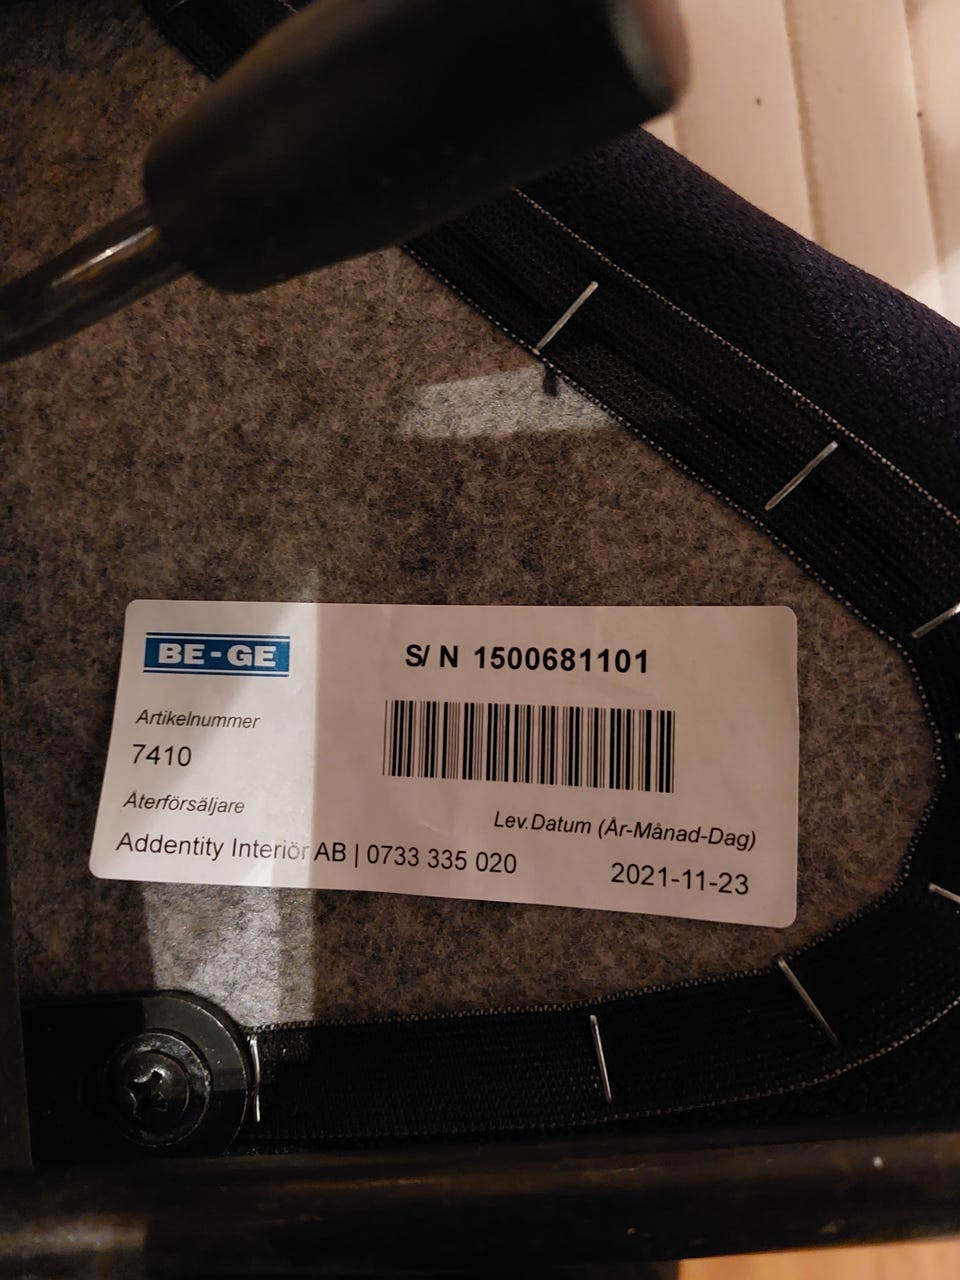 BE-GE
S/N 1500681101
Artikelnummer
7410
Återförsäljare
Addentity Interiör AB | 0733 335 020
Lev.Datum (År-Månad-Dag)
2021-11-23